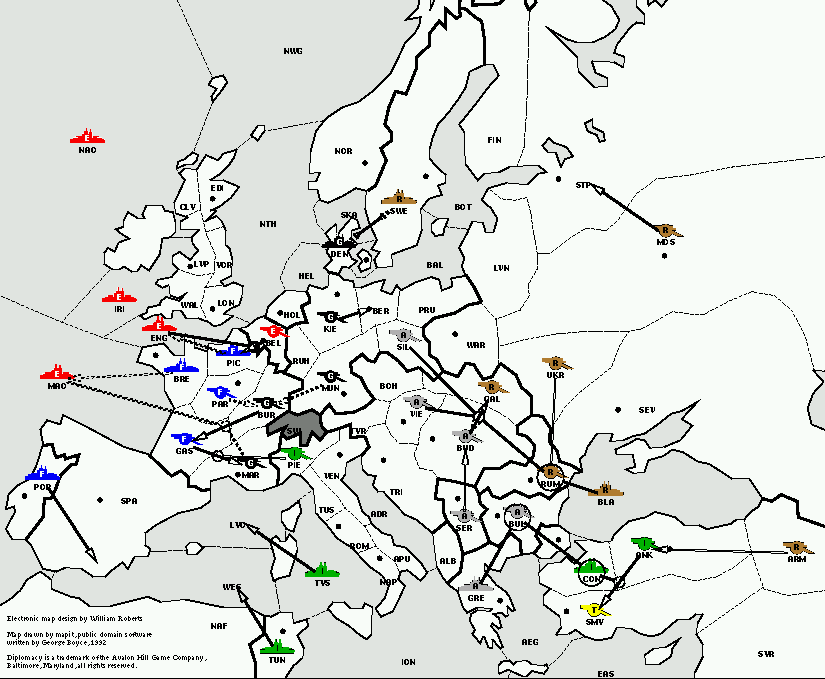 NWG
NAO
NOR
FIN
EDI
CLV
STP
SKA
SWE
BOT
NTH
MOS
DEN
LVP
YOR
HEL
BAL
LVN
IRI
WAL
LON
HOL
KIE
BER
PRU
ENG
BEL
PIC
SIL
WAR
RUH
MAO
BRE
BOH
UKR
GAL
MUN
PAR
BUR
VIE
SEV
SWI
TYR
BUD
GAS
PIE
MAR
RUM
VEN
POR
BLA
SPA
TRI
TUS
SER
BUL
LYO
ADR
ROM
ANK
ARM
APU
ALB
TYS
CON
NAP
WES
GRE
SMY
NAF
Electronic map design by William Roberts
Map drawn by mapit, public domain software
written by George Boyce, 1992
Diplomacy is a trademark of the Avalon Hill Game Company,
Baltimore, Maryland, all rights reserved.
TUN
ION
AEG
EAS
SYR